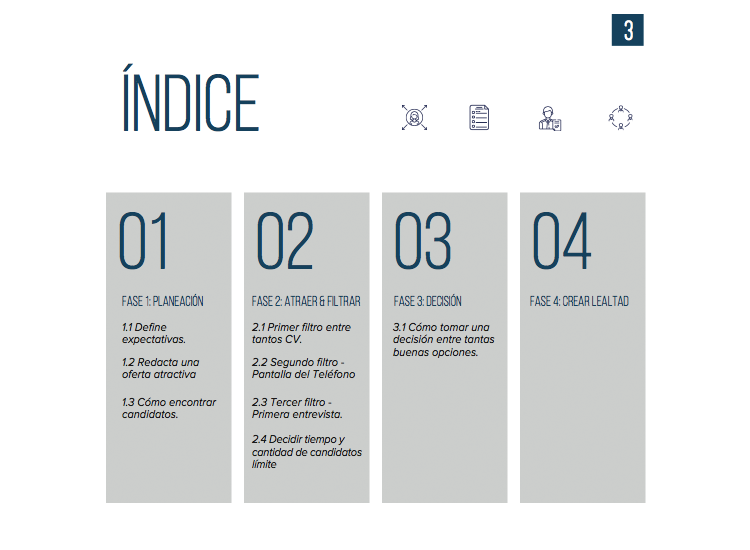 3
ÍNDICE
01
FASE 1: PLANEACIÓN
1.1 Define
expectativas.
1.2 Redacta una
oferta atractiva
1.3 Cómo encontrar
candidatos.
02
FASE 2: ATRAER & FILTRAR
2.1 Primer filtro entre
tantos CV.
2.2 Segundo filtro -
Pantalla del Teléfono
2.3 Tercer filtro -
Primera entrevista.
2.4 Decidir tiempo y
cantidad de candidatos
límite
03
FASE 3: DECISIÓN
3.1 Cómo tomar una
decisión entre tantas
buenas opciones.
04
FASE 4: CREAR LEALTAD